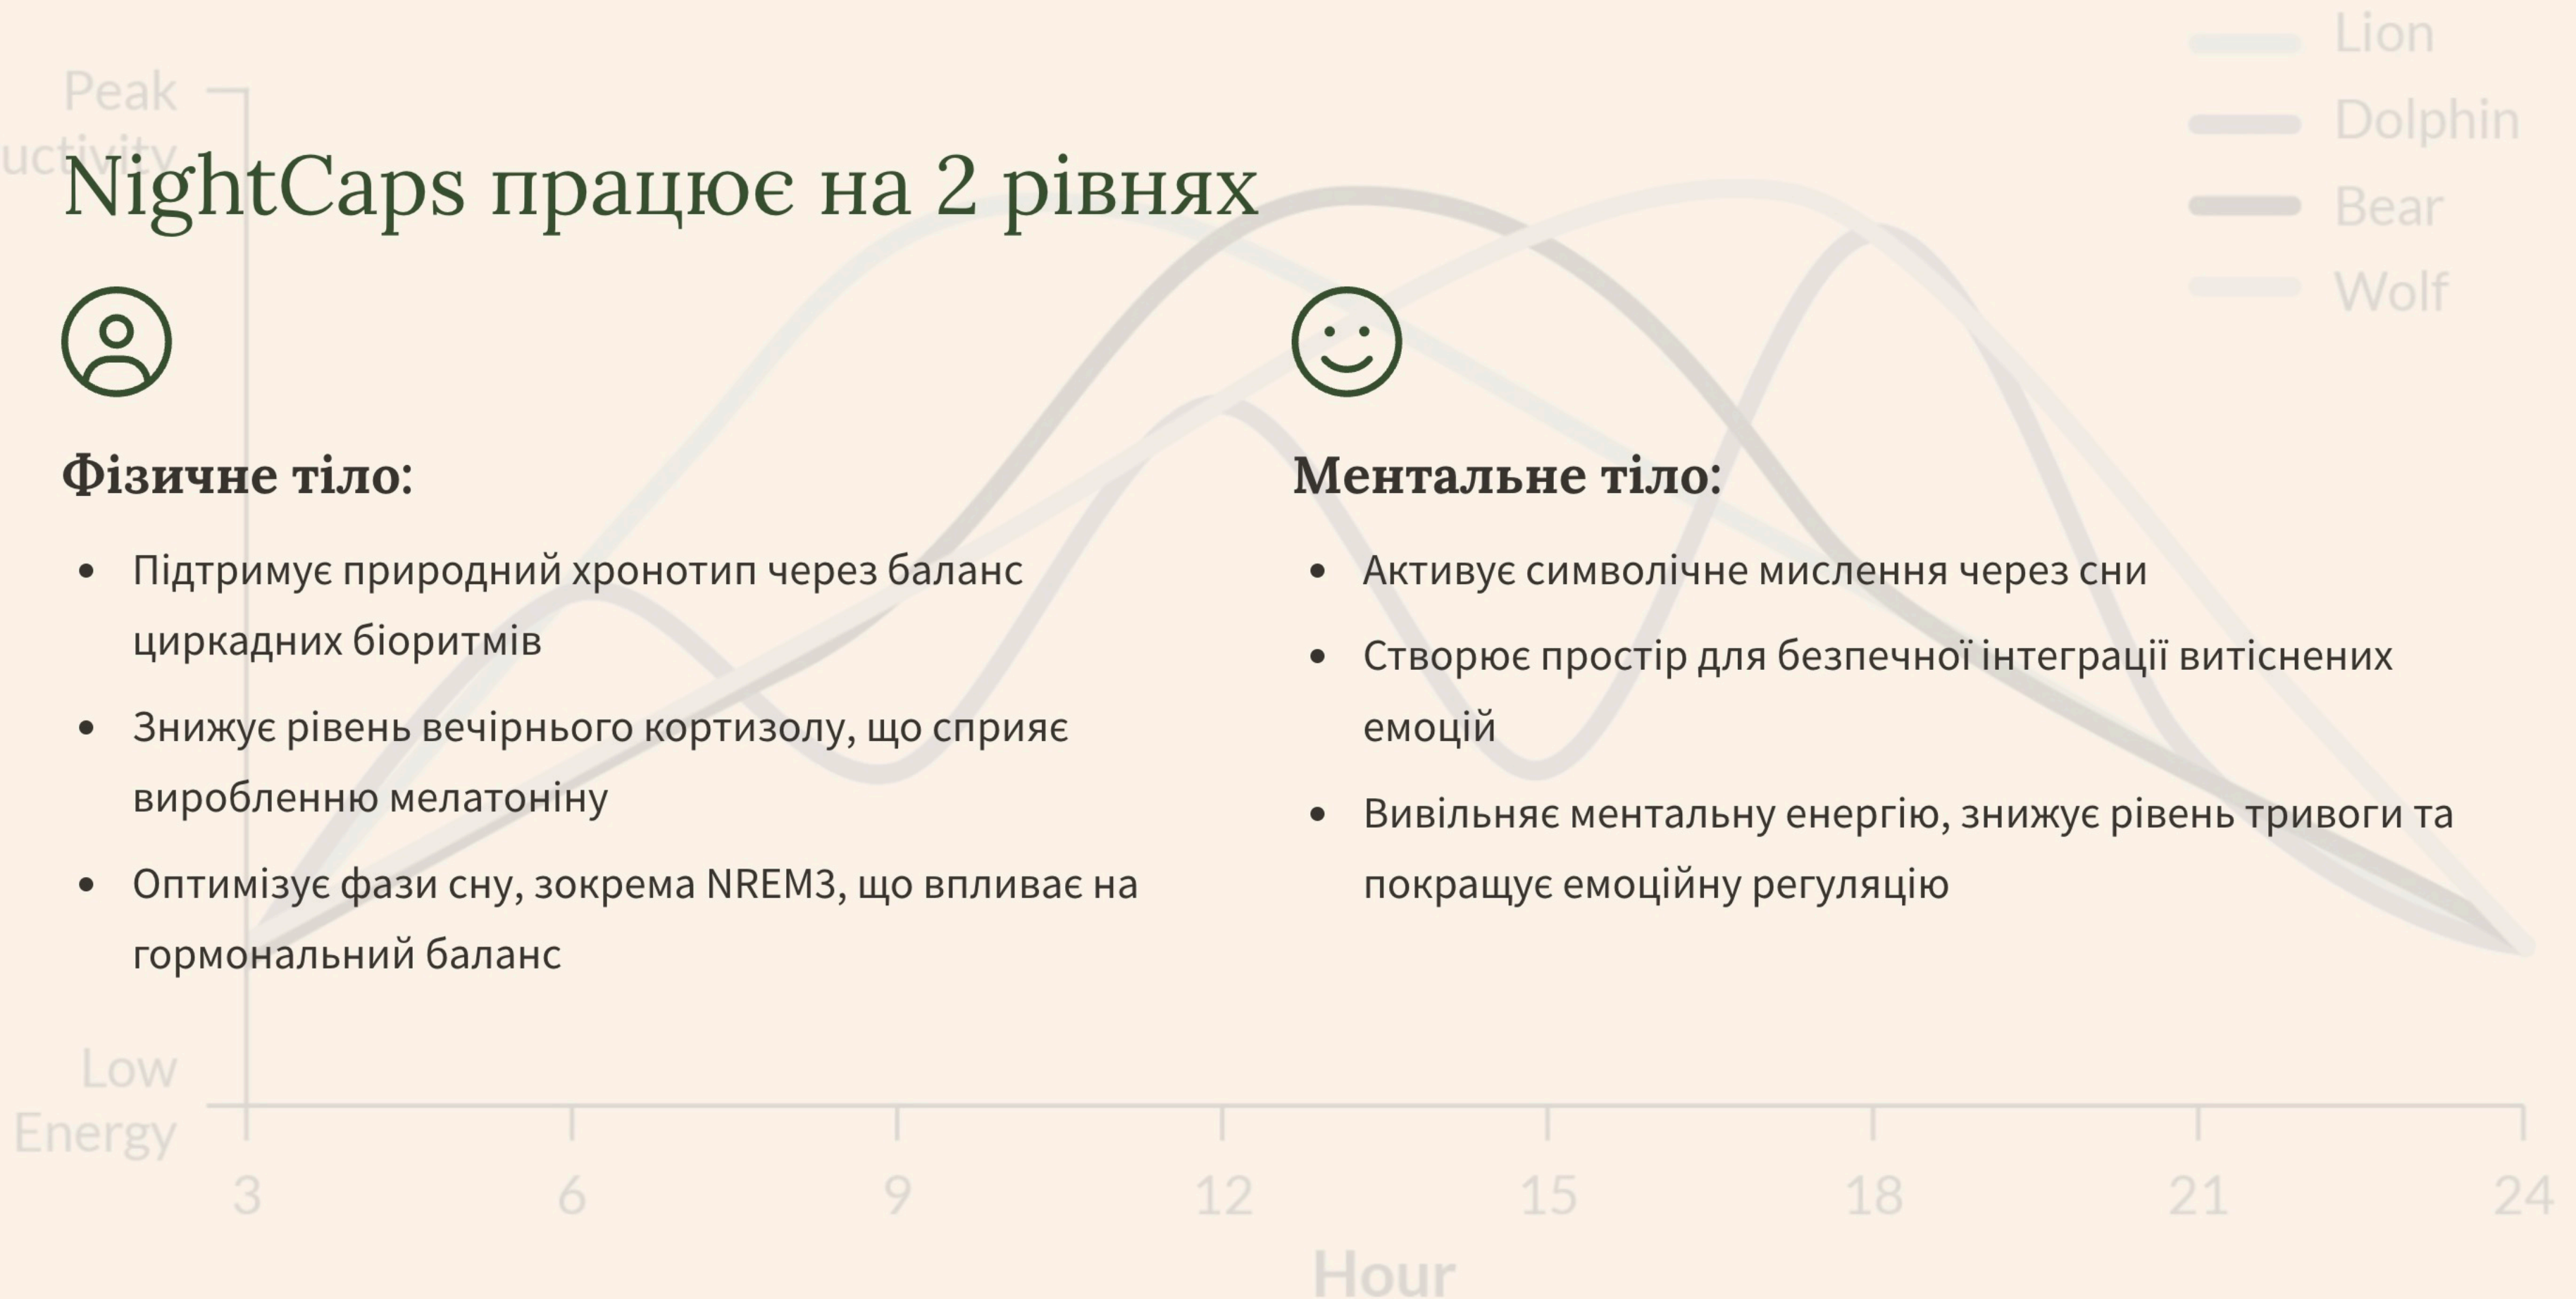 Peak
uctivity
Lion
Dolphin
Bear
Wolf
NightCaps працює на 2 рівнях
Фізичне тіло:
• Підтримує природний хронотип через баланс
циркадних біоритмів
• Знижує рівень вечірнього кортизолу, що сприяє
виробленню мелатоніну
• Оптимізує фази сну, зокрема NREM3, що впливає на
гормональний баланс
Ментальне тіло:
• Активує символічне мислення через сни
• Створює простір для безпечної інтеграції витіснених
емоцій
• Вивільняє ментальну енергію, знижує рівень тривоги та
покращує емоційну регуляцію
Low
Energy
3 6 9 12 15 18 21 24
Hour